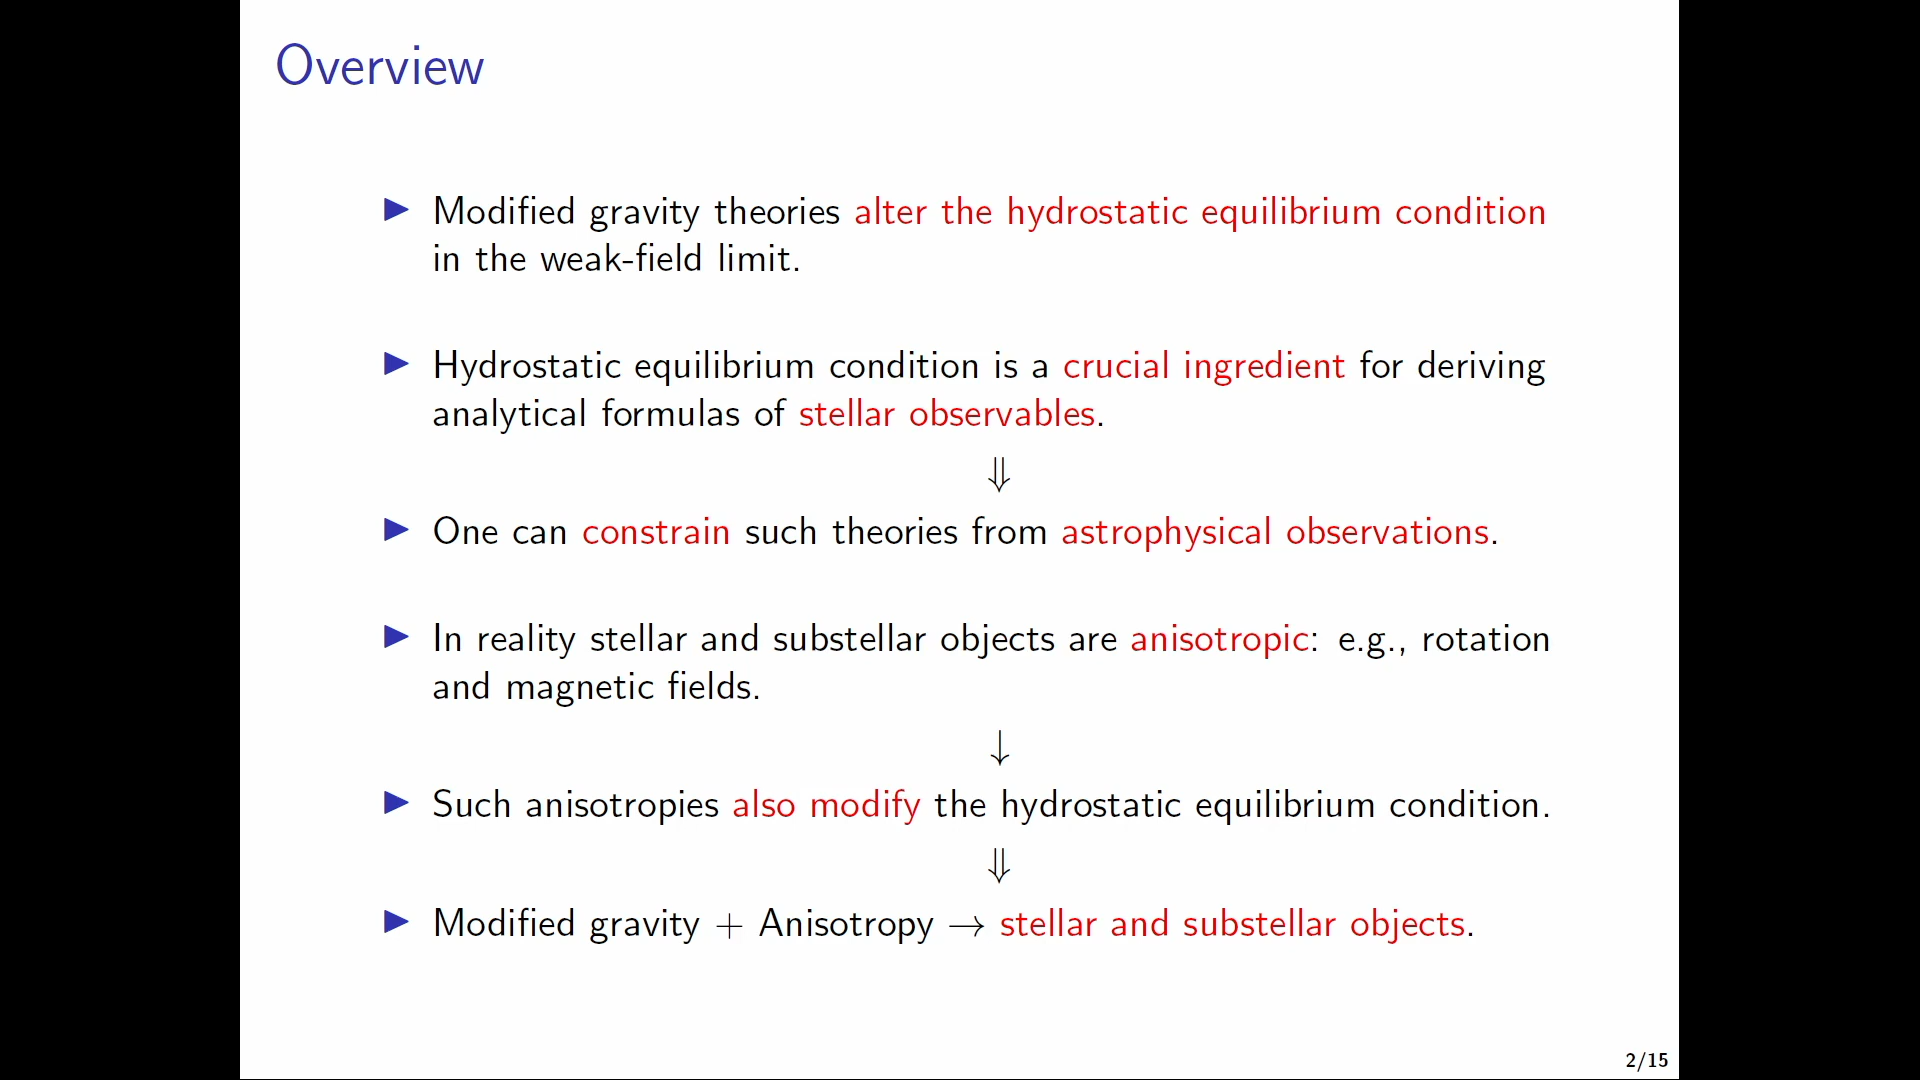 Overview
▶ Modified gravity theories alter the hydrostatic equilibrium condition
in the weak-field limit.
▶ Hydrostatic equilibrium condition is a crucial ingredient for deriving
analytical formulas of stellar observables.
⇓
▶ One can constrain such theories from astrophysical observations.
▶ In reality stellar and substellar objects are anisotropic: e.g., rotation
and magnetic fields.
↓
▶ Such anisotropies also modify the hydrostatic equilibrium condition.
⇓
▶ Modified gravity + Anisotropy → stellar and substellar objects.
2/15